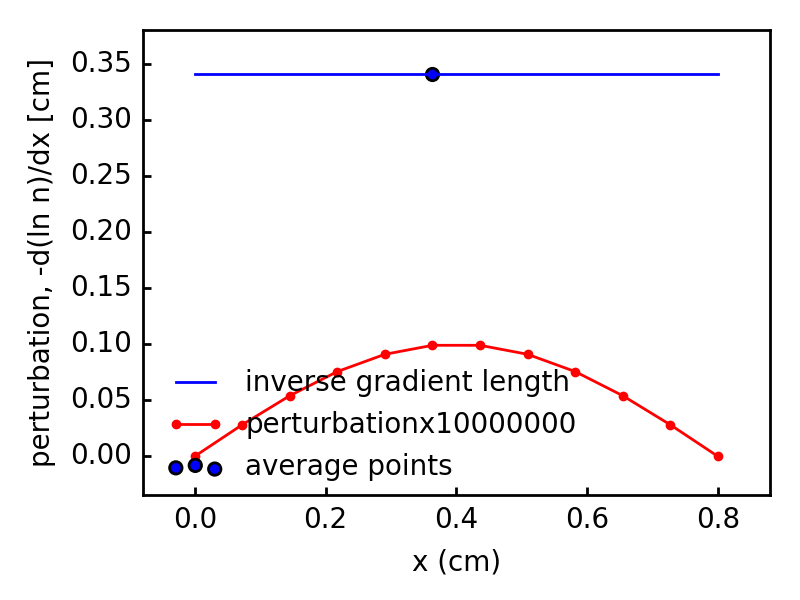 perturbation, -d(ln n)/dx [cm]
0.35
0.30
0.25
0.20
0.15
0.10
0.05
0.00
inverse gradient length
perturbationx10000000
average points
0.0 0.2 0.4 0.6 0.8
x (cm)